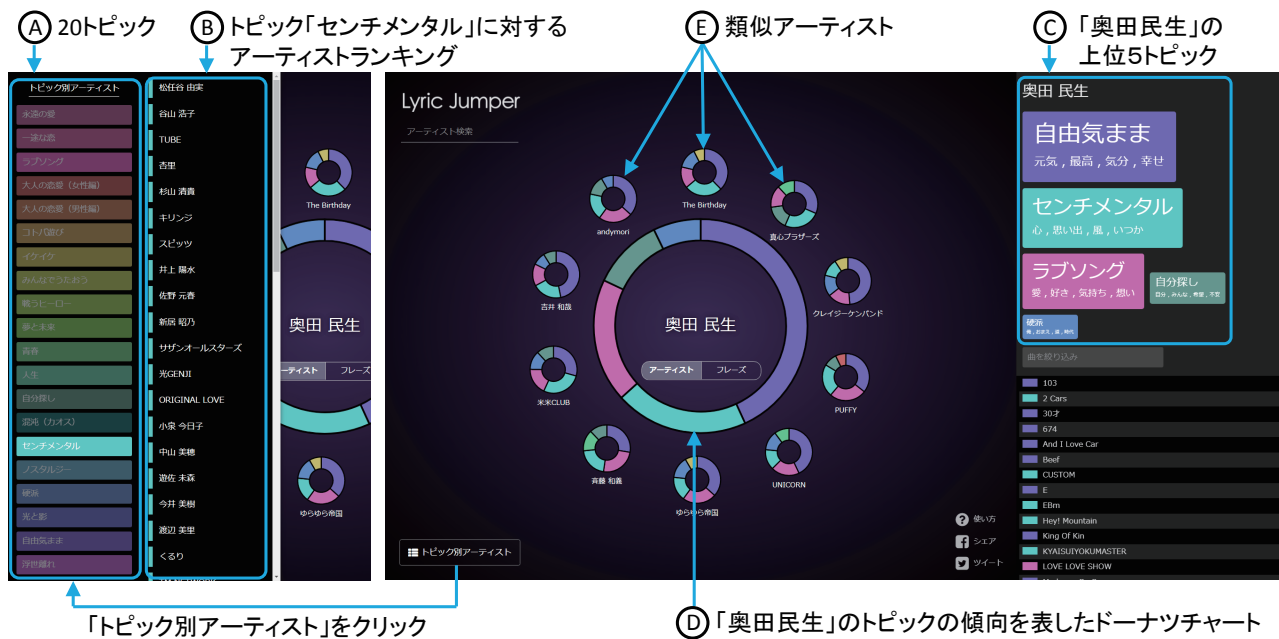 A 20トピック
B トピック「センチメンタル」に対する
アーティストランキング
E 類似アーティスト
C 「奥田民生」の
上位5トピック
トピック別アーティスト
永遠の愛
一途な恋
ラブソング
大人の恋愛（女性編）
大人の恋愛（男性編）
コトバ遊び
イケイケ
みんなでうたおう
戦うヒーロー
夢と未来
青春
人生
自分探し
混沌（カオス）
センチメンタル
ノスタルジー
硬派
光と影
自由気まま
浮世離れ
松任谷 由実
谷山 浩子
TUBE
杏里
杉山 清貴
キリンジ
スピッツ
井上 陽水
佐野 元春
新居 昭乃
サザンオールスターズ
光GENJI
ORIGINAL LOVE
小泉 今日子
中山 美穂
遊佐 未森
今井 美樹
渡辺 美里
くるり
The Birthday
奥田 民生
ーティスト フレーズ
ゆらゆら帝国
Lyric Jumper
アーティスト検索
The Birthday
andymori
真心ブラザーズ
吉井 和哉
クレイジーケンバンド
奥田 民生
アーティスト フレーズ
米米CLUB
PUFFY
斉藤 和義
UNICORN
ゆらゆら帝国
使い方
シェア
ツイート
トピック別アーティスト
奥田 民生
自由気まま
元気 , 最高 , 気分 , 幸せ
センチメンタル
心 , 思い出 , 風 , いつか
ラブソング
愛 , 好き , 気持ち , 想い
自分探し
自分 , みんな , 希望 , 不安
硬派
曲を絞り込み
103
2 Cars
30才
674
And I Love Car
Beef
CUSTOM
E
EBm
Hey! Mountain
King Of Kin
KYAISUIYOKUMASTER
LOVE LOVE SHOW
「トピック別アーティスト」をクリック
D 「奥田民生」のトピックの傾向を表したドーナツチャート